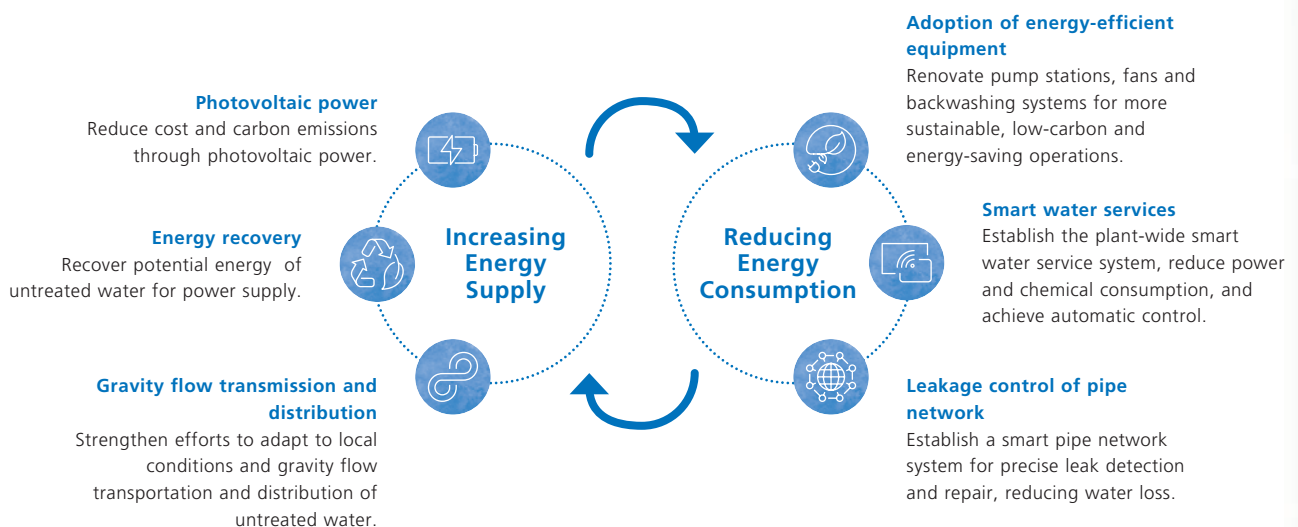 Photovoltaic power
Reduce cost and carbon emissions
through photovoltaic power.
Energy recovery
Recover potential energy of
untreated water for power supply.
Gravity flow transmission and
distribution
Strengthen efforts to adapt to local
conditions and gravity flow
transportation and distribution of
untreated water.
Increasing
Energy
Supply
Reducing
Energy
Consumption
Adoption of energy-efficient
equipment
Renovate pump stations, fans and
backwashing systems for more
sustainable, low-carbon and
energy-saving operations.
Smart water services
Establish the plant-wide smart
water service system, reduce power
and chemical consumption, and
achieve automatic control.
Leakage control of pipe
network
Establish a smart pipe network
system for precise leak detection
and repair, reducing water loss.